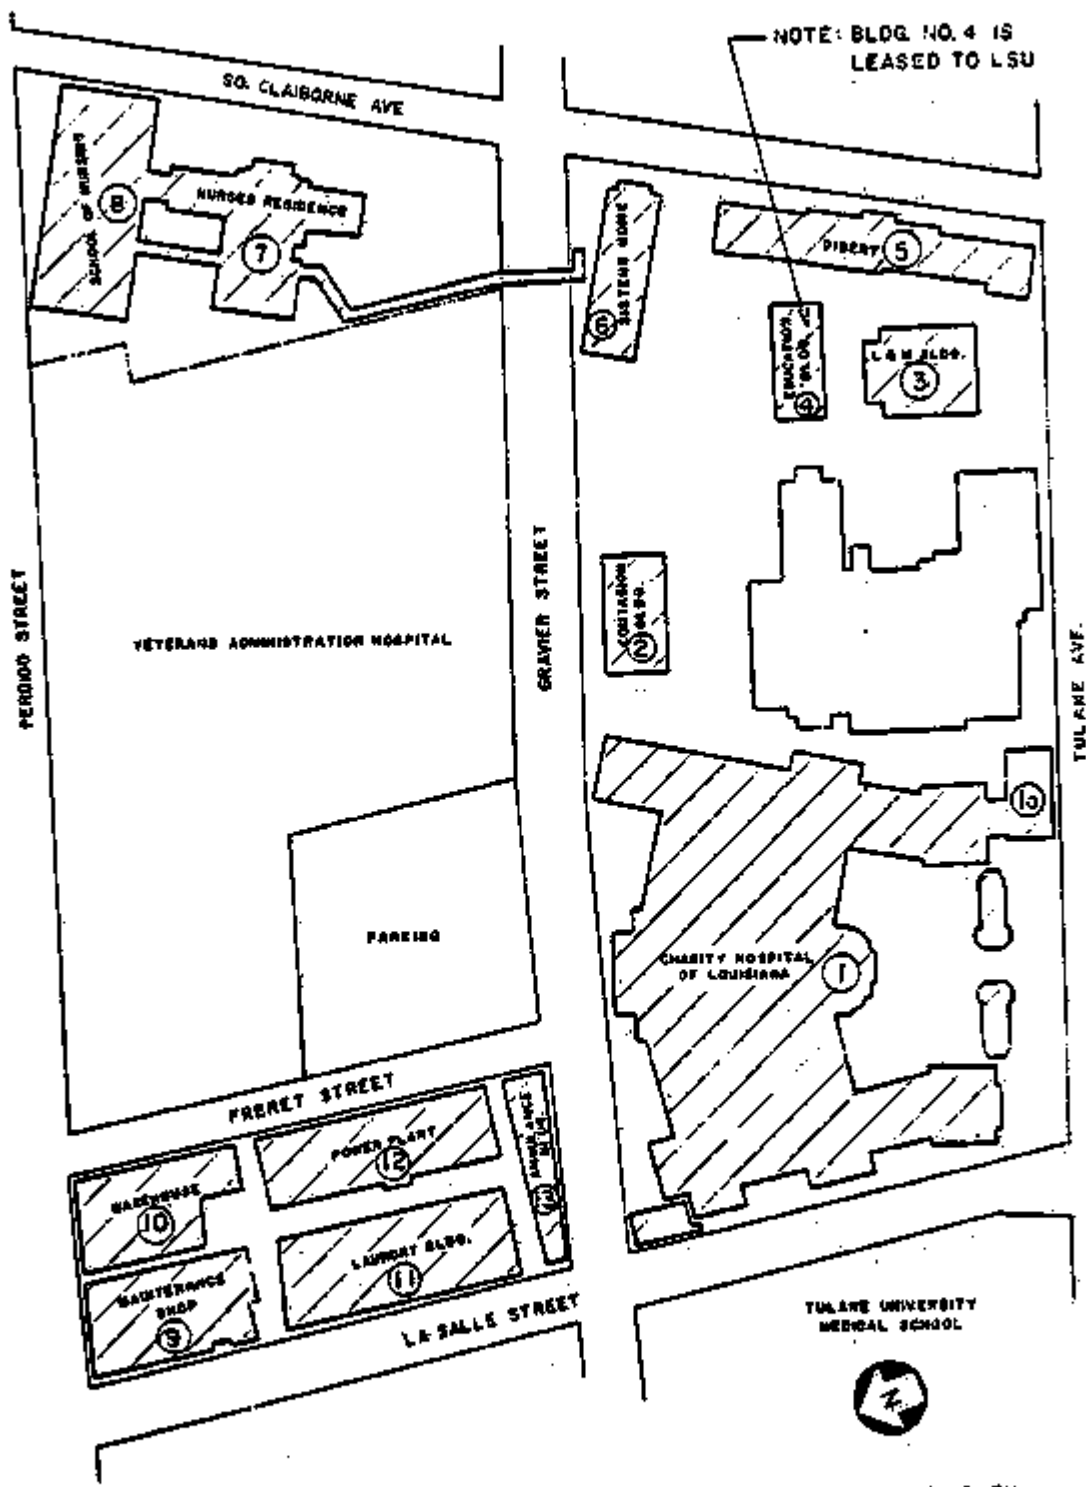 NOTE: BLDG. NO. 4 IS
LEASED TO LSU
SO. CLAIBORNE AVE
SCHOOL OF NURSING
8
NURSES RESIDENCE
7
SISTERS HOME
6
DIBERT
5
EDUCATION
BLDG.
4
L & M BLDG.
3
PERDIDO STREET
VETERANS ADMINISTRATION HOSPITAL
GRAVIER STREET
CONTAGION
BLDG.
2
TULANE AVE.
PARKING
CHARITY HOSPITAL
OF LOUISIANA
1
FRERET STREET
POWER PLANT
12
AMBULANCE
WAREHOUSE
10
LAUNDRY BLDG.
11
MAINTENANCE
SHOP
9
LA SALLE STREET
TULANE UNIVERSITY
MEDICAL SCHOOL
N